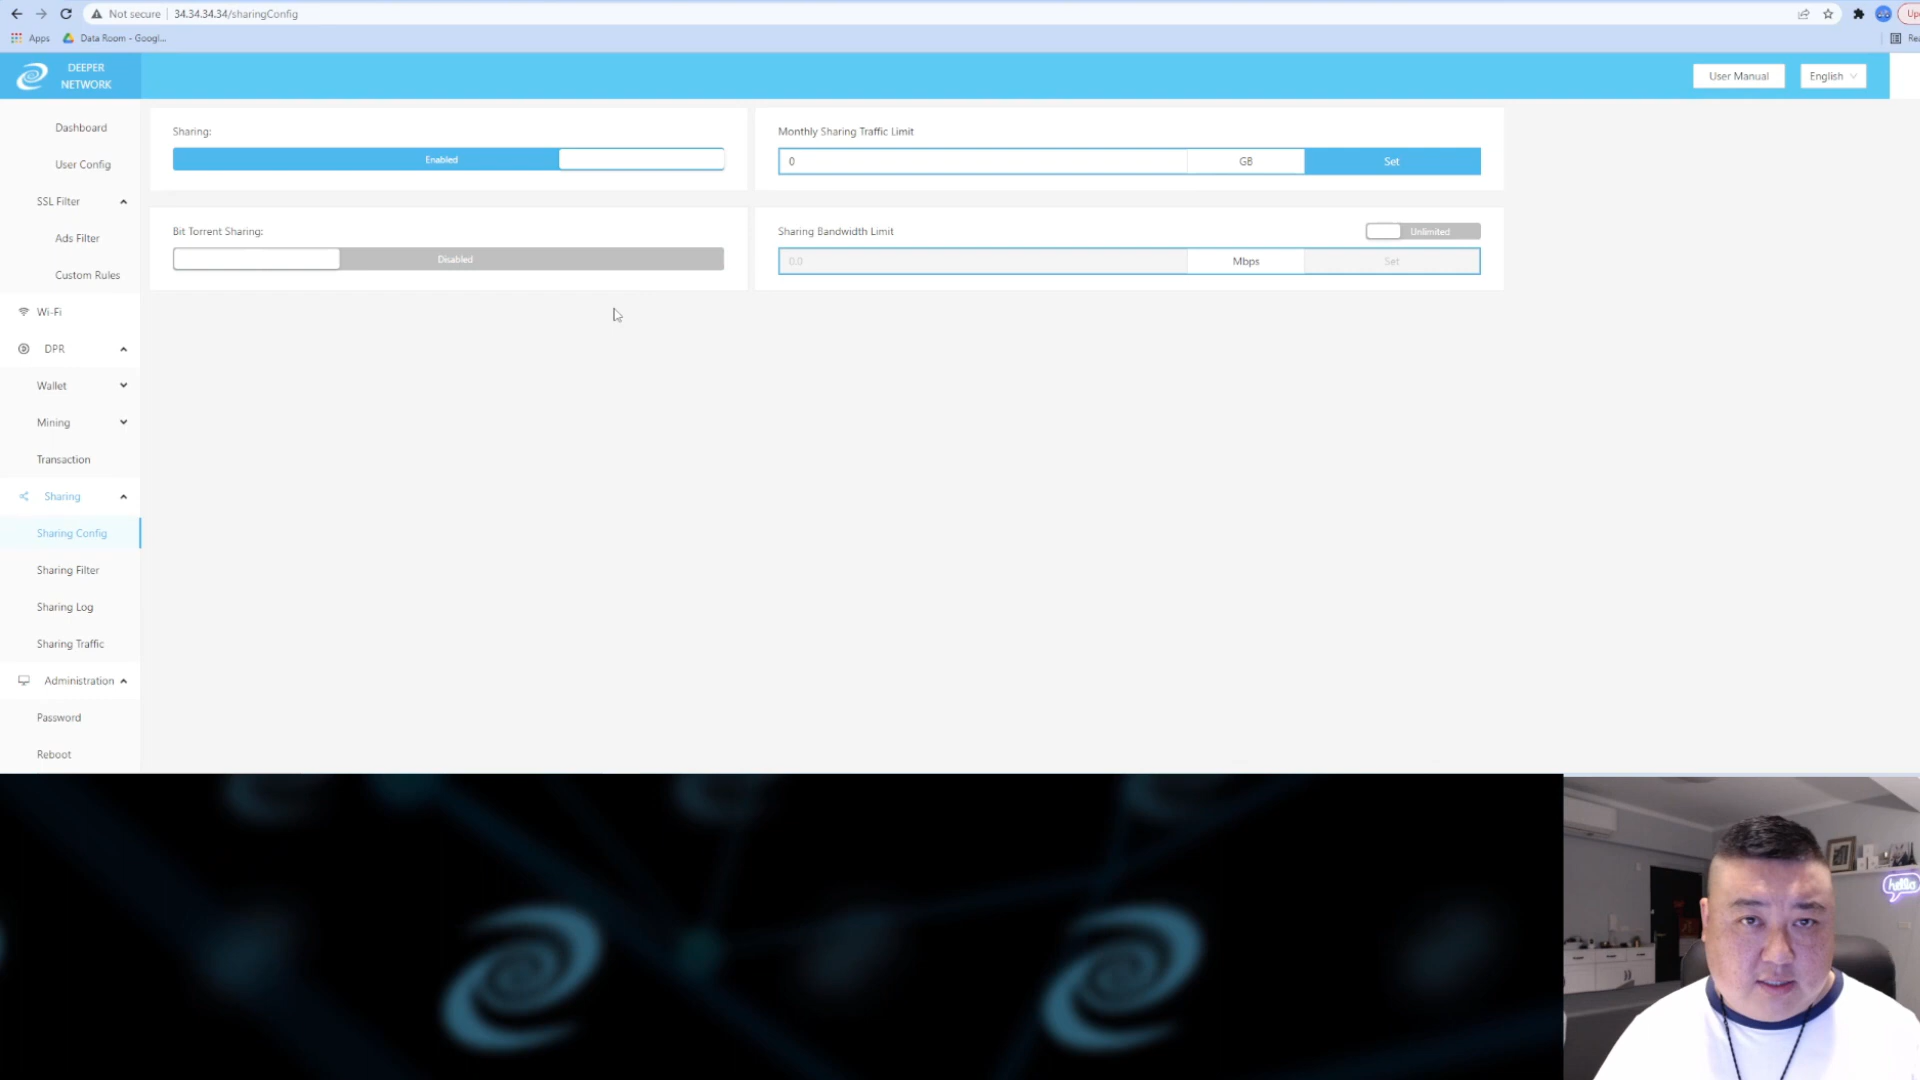 Not secure
34.34.34.34/sharingConfig
Apps
Data Room - Googl...
DEEPER
NETWORK
User Manual
English
Dashboard
User Config
SSL Filter
Ads Filter
Custom Rules
Wi-Fi
DPR
Wallet
Mining
Transaction
Sharing
Sharing Config
Sharing Filter
Sharing Log
Sharing Traffic
Administration
Password
Reboot
Sharing:
Enabled
Monthly Sharing Traffic Limit
0
GB
Set
Bit Torrent Sharing:
Disabled
Sharing Bandwidth Limit
Unlimited
0.0
Mbps
Set
hello